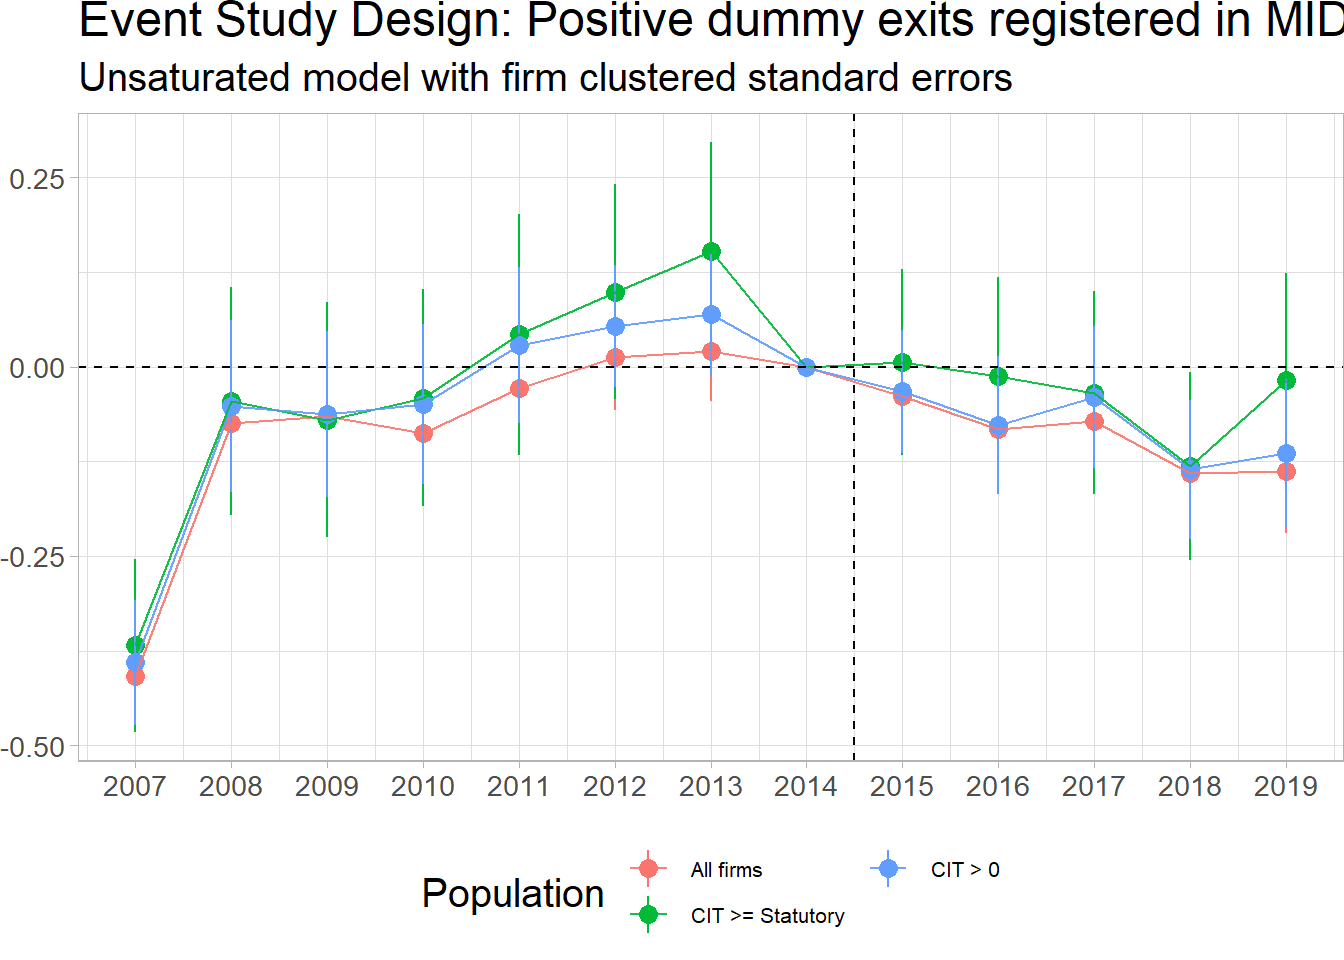 Event Study Design: Positive dummy exits registered in MID
Unsaturated model with firm clustered standard errors
0.25
0.00
-0.25
-0.50
2007 2008 2009 2010 2011 2012 2013 2014 2015 2016 2017 2018 2019
Population
All firms
CIT > 0
CIT >= Statutory